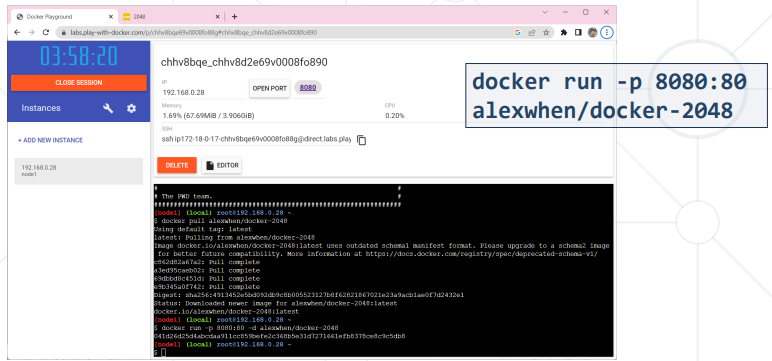 Docker Playground
2048
labs.play-with-docker.com/p/chhv8bqe69v0008fo88g#chhv8bqe_chhv8d2e69v0008fo890
03:58:20
CLOSE SESSION
Instances
+ ADD NEW INSTANCE
192.168.0.28
node1
chhv8bqe_chhv8d2e69v0008fo890
IP
192.168.0.28
OPEN PORT
8080
Memory
1.69% (67.69MiB / 3.906GiB)
CPU
0.20%
SSH
ssh ip172-18-0-17-chhv8bqe69v0008fo88g@direct.labs.play
DELETE
EDITOR
# #
# The PWD team. #
###############################################################
[node1] (local) root@192.168.0.28 ~
$ docker pull alexwhen/docker-2048
Using default tag: latest
latest: Pulling from alexwhen/docker-2048
Image docker.io/alexwhen/docker-2048:latest uses outdated schema1 manifest format. Please upgrade to a schema2 image
for better future compatibility. More information at https://docs.docker.com/registry/spec/deprecated-schema-v1/
c862d82a67a2: Pull complete
a3ed95caeb02: Pull complete
69dbbd8c451d: Pull complete
e9b345a0f742: Pull complete
Digest: sha256:4913452e5bd092db9c8b005523127b8f62821867021e23a9acb1ae0f7d2432e1
Status: Downloaded newer image for alexwhen/docker-2048:latest
docker.io/alexwhen/docker-2048:latest
[node1] (local) root@192.168.0.28 ~
$ docker run -p 8080:80 -d alexwhen/docker-2048
041d26d25d4abcdaa911cc859befe2c368b5e31d7271661efb8378ce8c9c5db8
[node1] (local) root@192.168.0.28 ~
$
docker run -p 8080:80
alexwhen/docker-2048